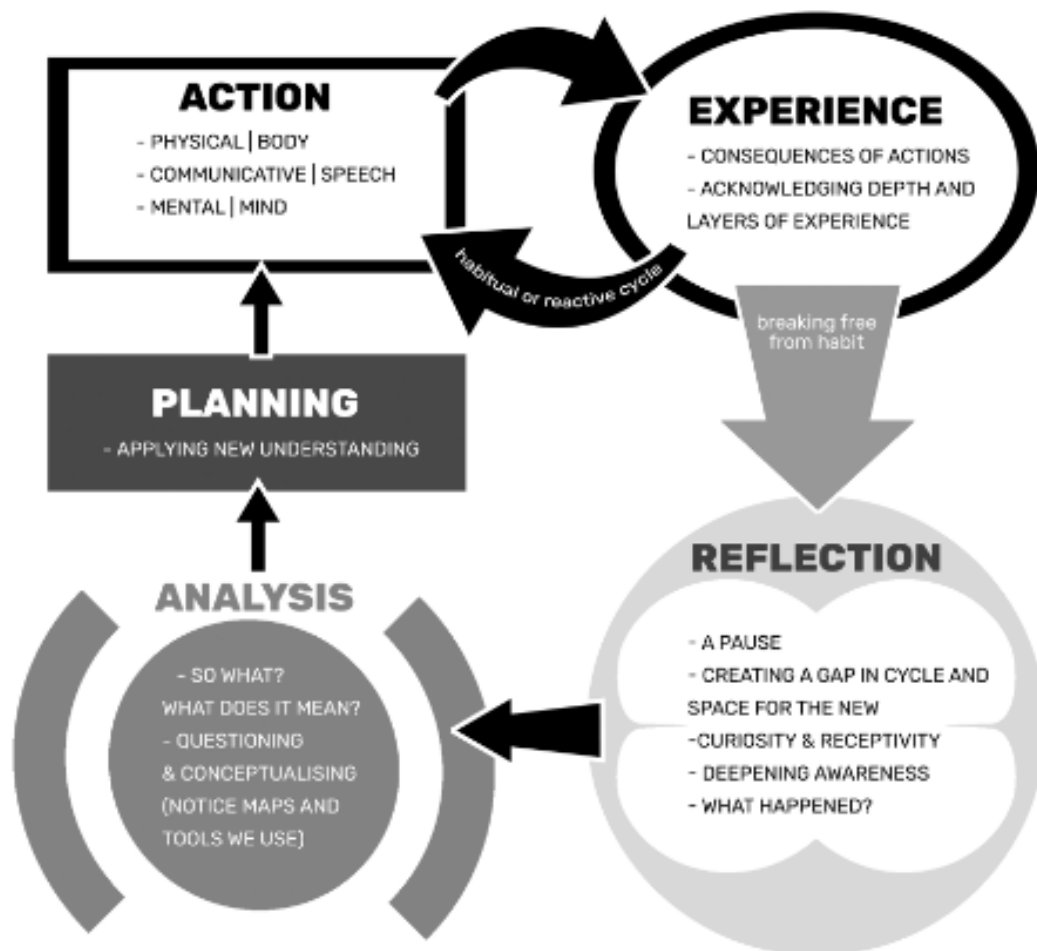 ACTION
- PHYSICAL | BODY
- COMMUNICATIVE | SPEECH
- MENTAL | MIND
EXPERIENCE
- CONSEQUENCES OF ACTIONS
- ACKNOWLEDGING DEPTH AND
LAYERS OF EXPERIENCE
habitual or reactive cycle
breaking free
from habit
PLANNING
- APPLYING NEW UNDERSTANDING
REFLECTION
- A PAUSE
- CREATING A GAP IN CYCLE AND
SPACE FOR THE NEW
-CURIOSITY & RECEPTIVITY
- DEEPENING AWARENESS
- WHAT HAPPENED?
ANALYSIS
- SO WHAT?
WHAT DOES IT MEAN?
- QUESTIONING
& CONCEPTUALISING
(NOTICE MAPS AND
TOOLS WE USE)